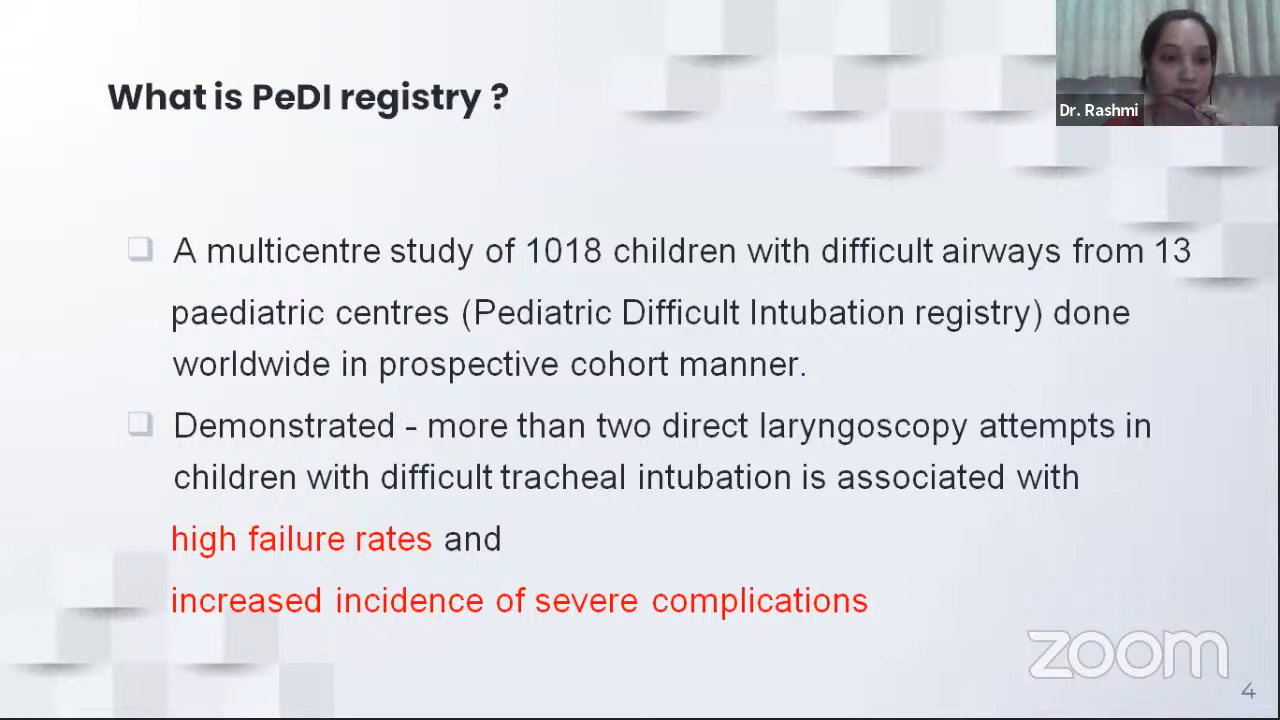 What is PeDI registry ?
Dr. Rashmi
A multicentre study of 1018 children with difficult airways from 13
paediatric centres (Pediatric Difficult Intubation registry) done
worldwide in prospective cohort manner.
Demonstrated - more than two direct laryngoscopy attempts in
children with difficult tracheal intubation is associated with
high failure rates and
increased incidence of severe complications
zoom
4